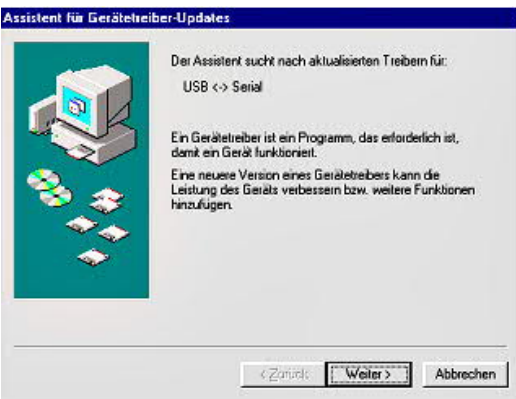 Assistent für Gerätetreiber-Updates
Der Assistent sucht nach aktualisierten Treibern für:
USB <-> Serial
Ein Gerätetreiber ist ein Programm, das erforderlich ist,
damit ein Gerät funktioniert.
Eine neuere Version eines Gerätetreibers kann die
Leistung des Geräts verbessern bzw. weitere Funktionen
hinzufügen.
< Zurück
Weiter >
Abbrechen